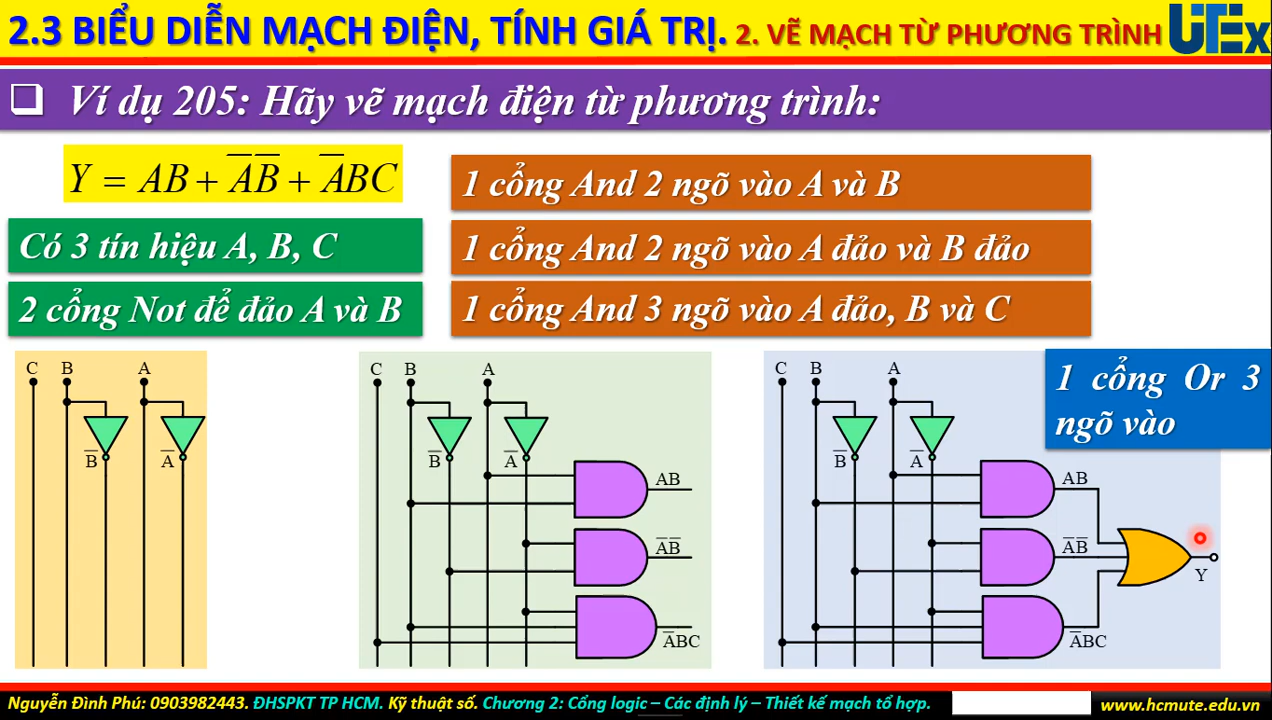 2.3 BIỂU DIỄN MẠCH ĐIỆN, TÍNH GIÁ TRỊ. 2. VẼ MẠCH TỪ PHƯƠNG TRÌNH UTEx
❑ Ví dụ 205: Hãy vẽ mạch điện từ phương trình:
Y = AB + A̅B̅ + A̅BC
1 cổng And 2 ngõ vào A và B
Có 3 tín hiệu A, B, C
1 cổng And 2 ngõ vào A đảo và B đảo
2 cổng Not để đảo A và B
1 cổng And 3 ngõ vào A đảo, B và C
C B A
B̅ A̅
C B A
B̅ A̅
AB
A̅B̅
A̅BC
C B A
B̅ A̅
AB
A̅B̅
A̅BC
Y
1 cổng Or 3
ngõ vào
Nguyễn Đình Phú: 0903982443. ĐHSPKT TP HCM. Kỹ thuật số. Chương 2: Cổng logic – Các định lý – Thiết kế mạch tổ hợp. www.hcmute.edu.vn